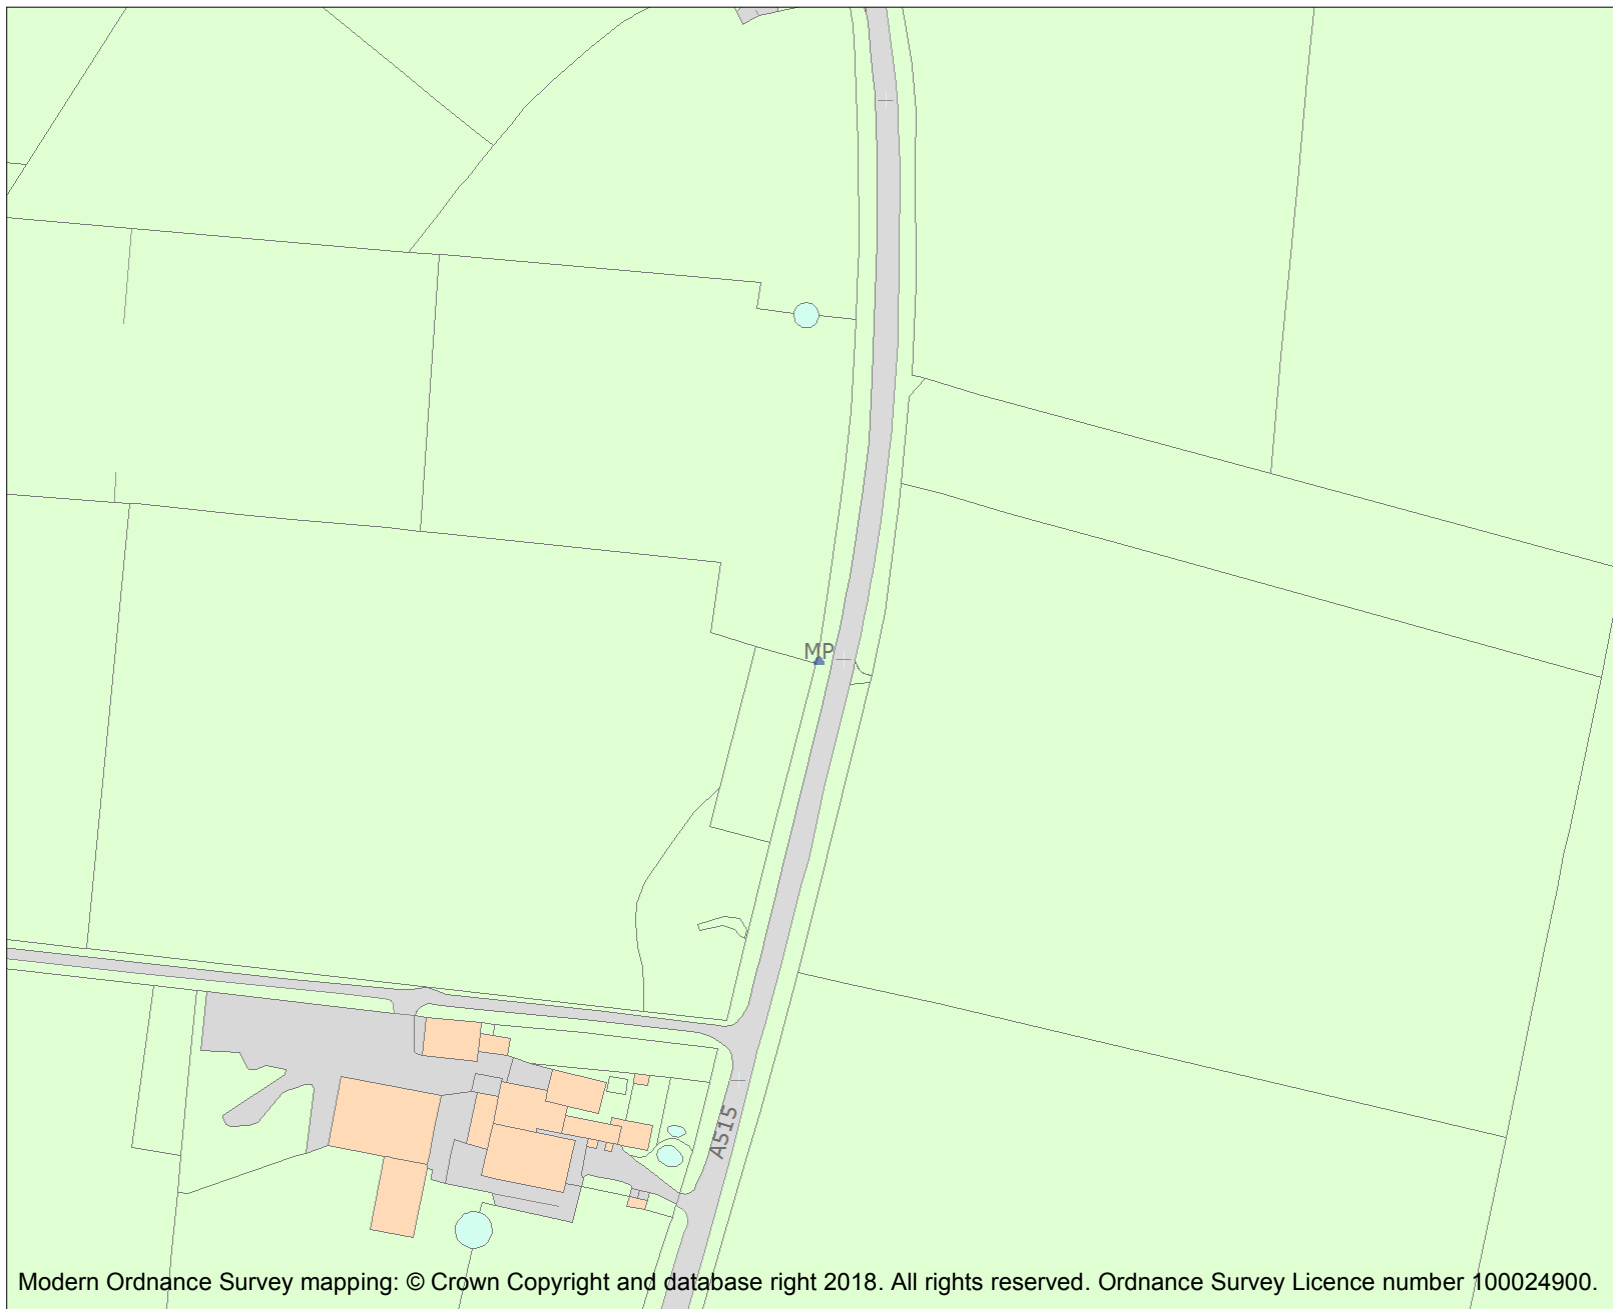 MP
A515
Modern Ordnance Survey mapping: © Crown Copyright and database right 2018. All rights reserved. Ordnance Survey Licence number 100024900.